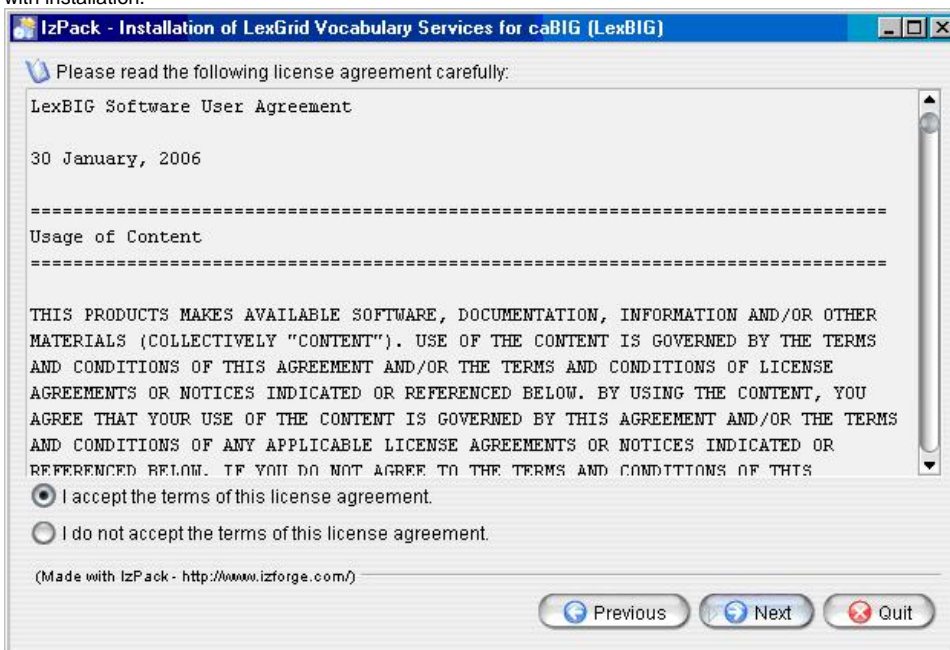 with installation.
IzPack - Installation of LexGrid Vocabulary Services for caBIG (LexBIG)
Please read the following license agreement carefully:
LexBIG Software User Agreement
30 January, 2006
================================================================================
Usage of Content
================================================================================
THIS PRODUCTS MAKES AVAILABLE SOFTWARE, DOCUMENTATION, INFORMATION AND/OR OTHER
MATERIALS (COLLECTIVELY "CONTENT"). USE OF THE CONTENT IS GOVERNED BY THE TERMS
AND CONDITIONS OF THIS AGREEMENT AND/OR THE TERMS AND CONDITIONS OF LICENSE
AGREEMENTS OR NOTICES INDICATED OR REFERENCED BELOW. BY USING THE CONTENT, YOU
AGREE THAT YOUR USE OF THE CONTENT IS GOVERNED BY THIS AGREEMENT AND/OR THE TERMS
AND CONDITIONS OF ANY APPLICABLE LICENSE AGREEMENTS OR NOTICES INDICATED OR
REFERENCED BELOW. IF YOU DO NOT AGREE TO THE TERMS AND CONDITIONS OF THIS
I accept the terms of this license agreement.
I do not accept the terms of this license agreement.
(Made with IzPack - http://www.izforge.com/)
Previous Next Quit